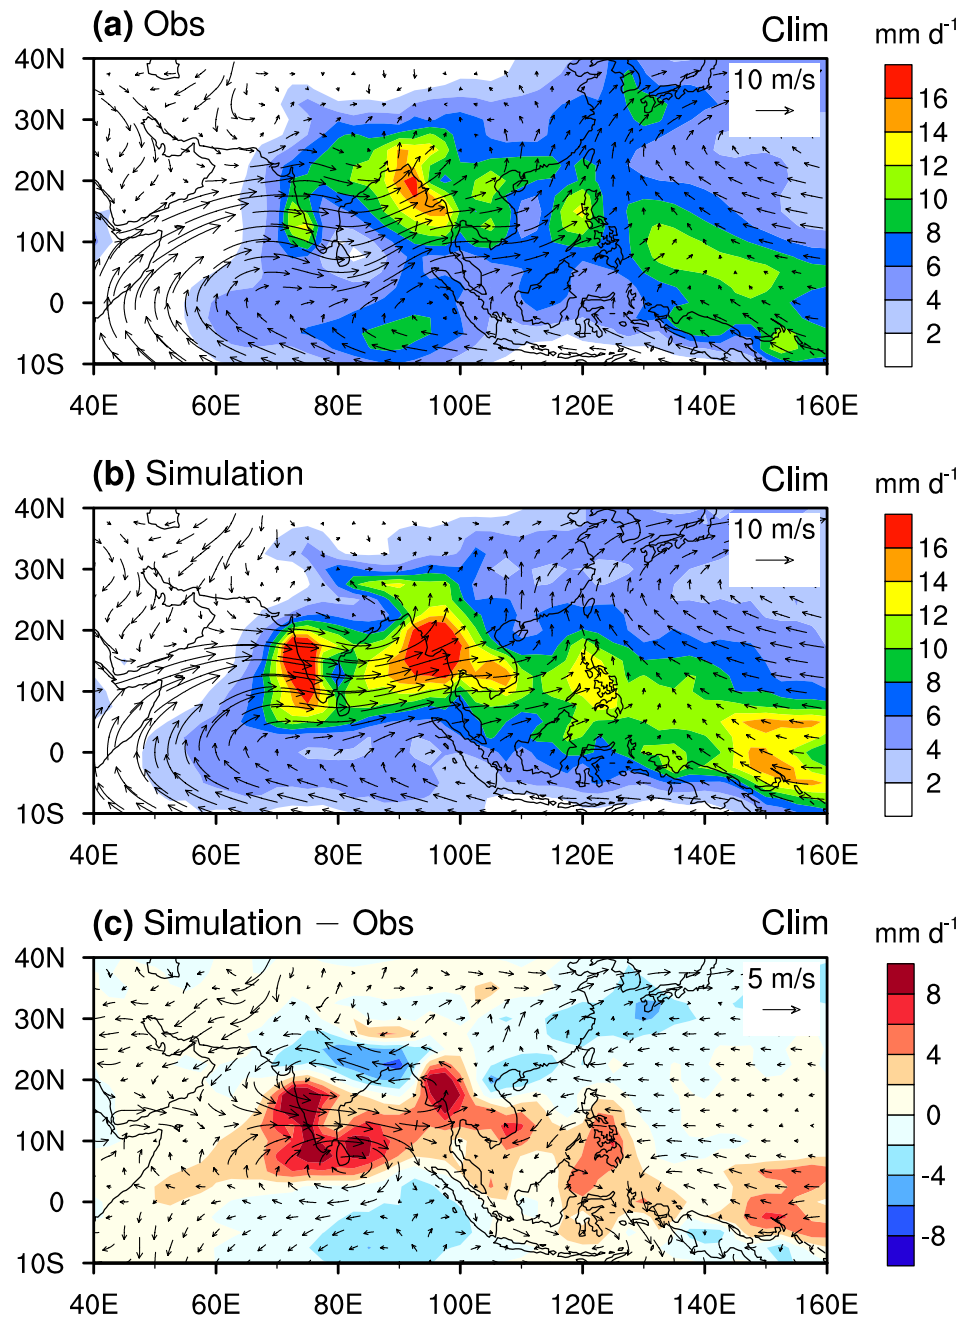 (a) Obs Clim mm d-1
10 m/s
40N
30N
20N
10N
0
10S
40E 60E 80E 100E 120E 140E 160E
16
14
12
10
8
6
4
2
(b) Simulation Clim mm d-1
10 m/s
40N
30N
20N
10N
0
10S
40E 60E 80E 100E 120E 140E 160E
16
14
12
10
8
6
4
2
(c) Simulation − Obs Clim mm d-1
5 m/s
40N
30N
20N
10N
0
10S
40E 60E 80E 100E 120E 140E 160E
8
4
0
-4
-8